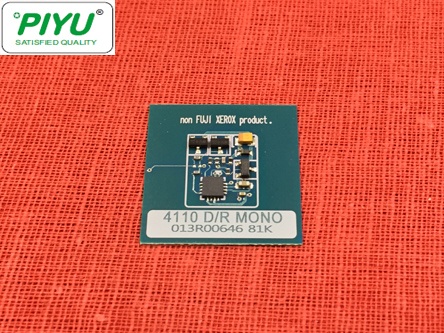 PIYU®
SATISFIED QUALITY
non FUJI XEROX product.
4110 D/R MONO
013R00646 81K